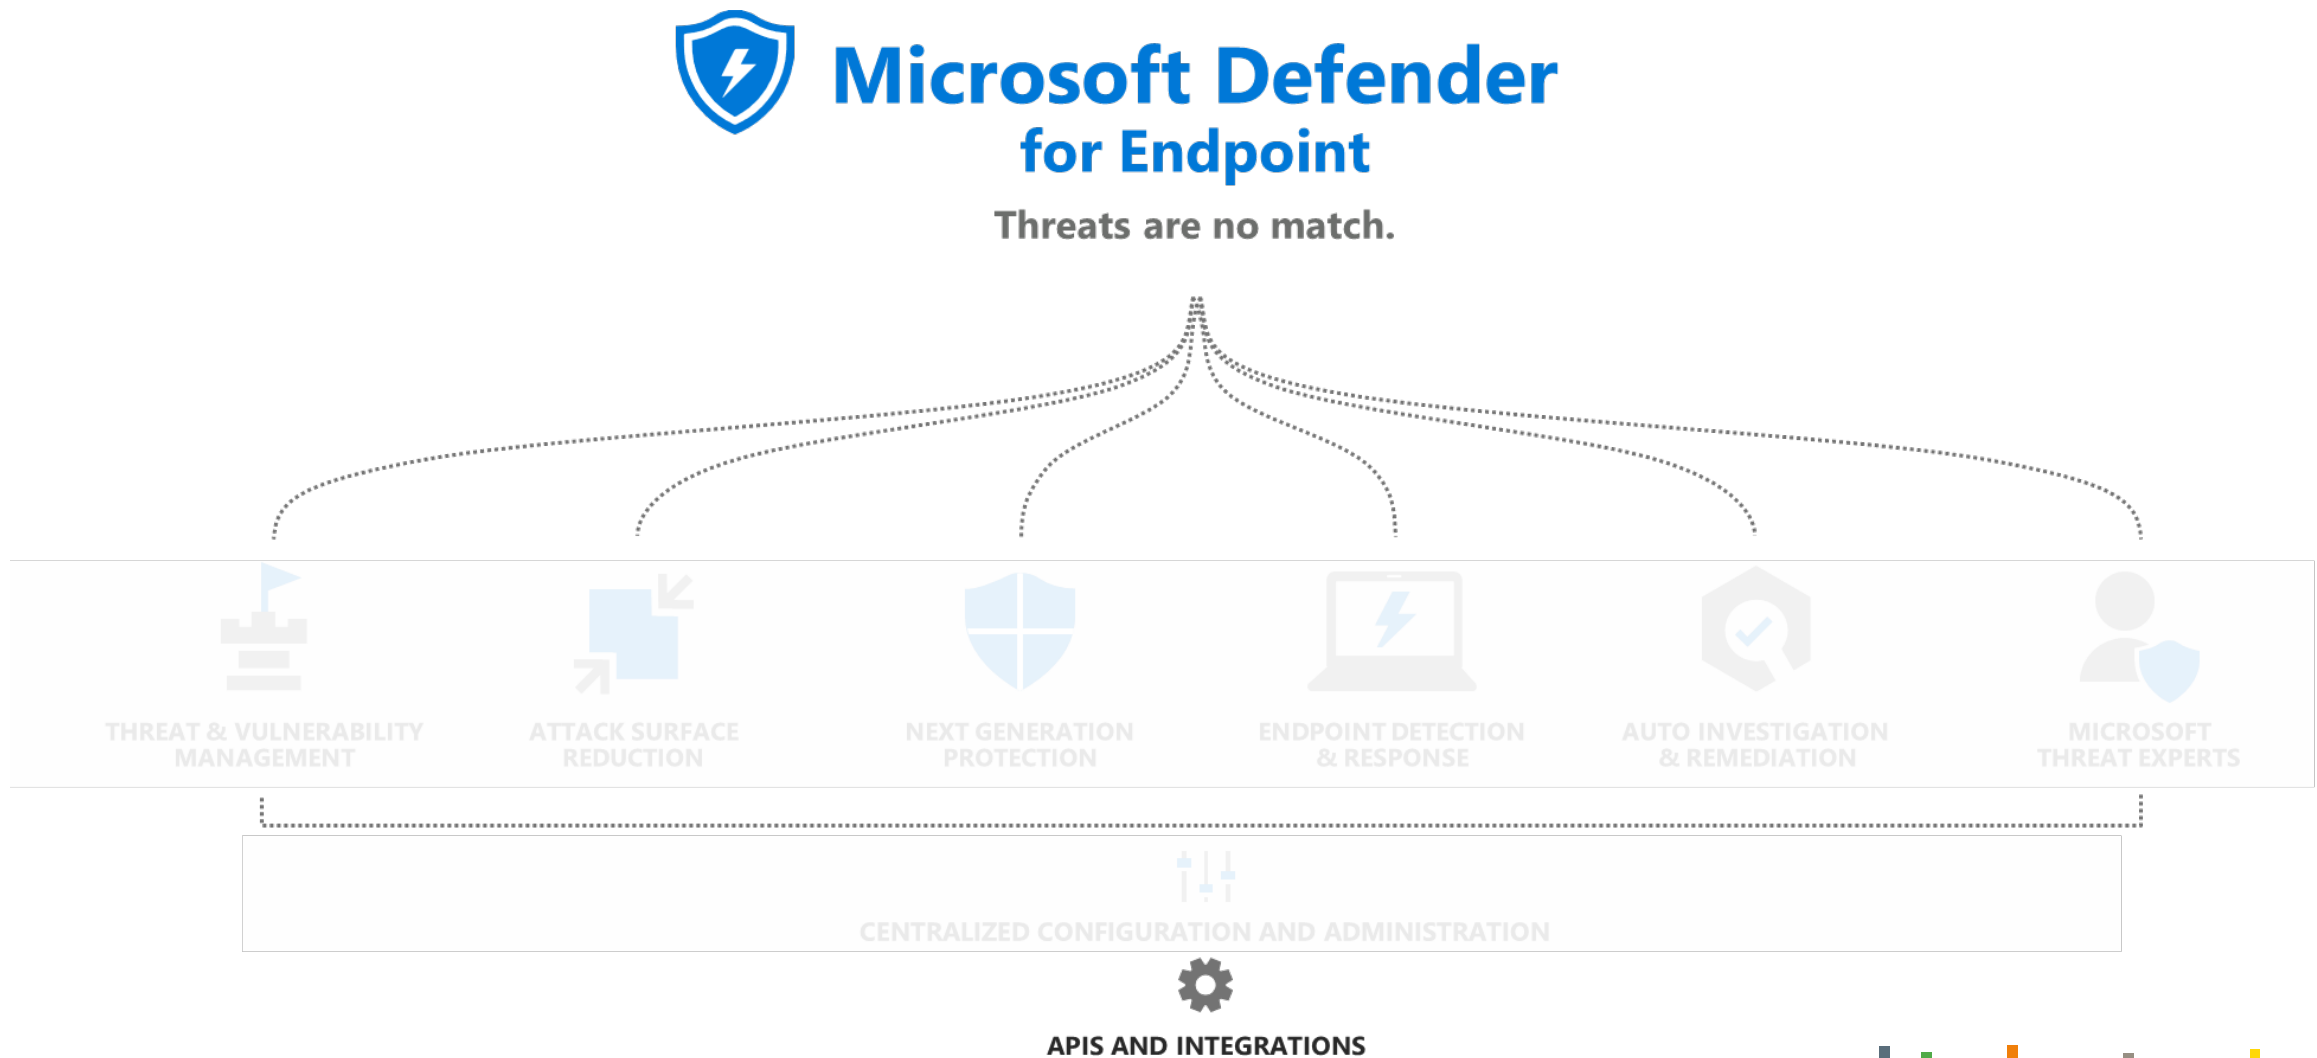 Microsoft Defender
for Endpoint
Threats are no match.
THREAT & VULNERABILITY
MANAGEMENT
ATTACK SURFACE
REDUCTION
NEXT GENERATION
PROTECTION
ENDPOINT DETECTION
& RESPONSE
AUTO INVESTIGATION
& REMEDIATION
MICROSOFT
THREAT EXPERTS
CENTRALIZED CONFIGURATION AND ADMINISTRATION
APIS AND INTEGRATIONS